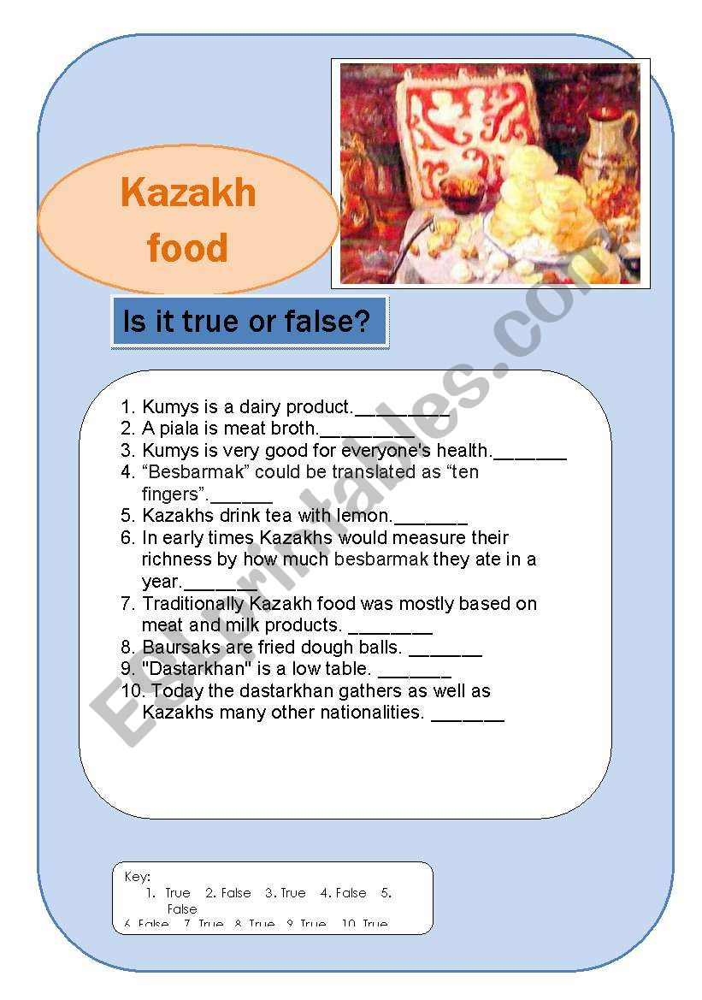 Kazakh
food
Is it true or false?
1. Kumys is a dairy product.__________
2. A piala is meat broth.__________
3. Kumys is very good for everyone's health._______
4. “Besbarmak” could be translated as “ten
fingers”.______
5. Kazakhs drink tea with lemon._______
6. In early times Kazakhs would measure their
richness by how much besbarmak they ate in a
year._______
7. Traditionally Kazakh food was mostly based on
meat and milk products. ________
8. Baursaks are fried dough balls. _______
9. "Dastarkhan" is a low table. _______
10. Today the dastarkhan gathers as well as
Kazakhs many other nationalities. _______
ESLprintables.com
Key:
1. True 2. False 3. True 4. False 5.
False
6. False 7. True 8. True 9. True 10. True